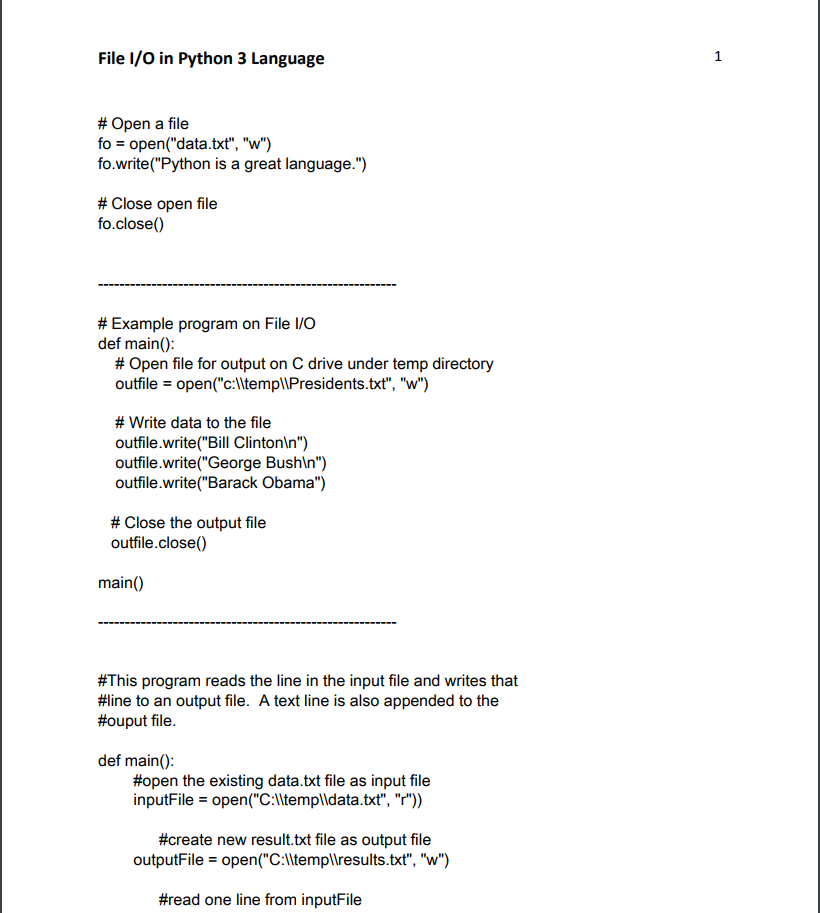 File I/O in Python 3 Language 1
# Open a file
fo = open("data.txt", "w")
fo.write("Python is a great language.")
# Close open file
fo.close()
---------------------------------------------------------
# Example program on File I/O
def main():
# Open file for output on C drive under temp directory
outfile = open("c:\\temp\\Presidents.txt", "w")
# Write data to the file
outfile.write("Bill Clinton\n")
outfile.write("George Bush\n")
outfile.write("Barack Obama")
# Close the output file
outfile.close()
main()
---------------------------------------------------------
#This program reads the line in the input file and writes that
#line to an output file.  A text line is also appended to the
#ouput file.
def main():
#open the existing data.txt file as input file
inputFile = open("C:\\temp\\data.txt", "r"))
#create new result.txt file as output file
outputFile = open("C:\\temp\\results.txt", "w")
#read one line from inputFile